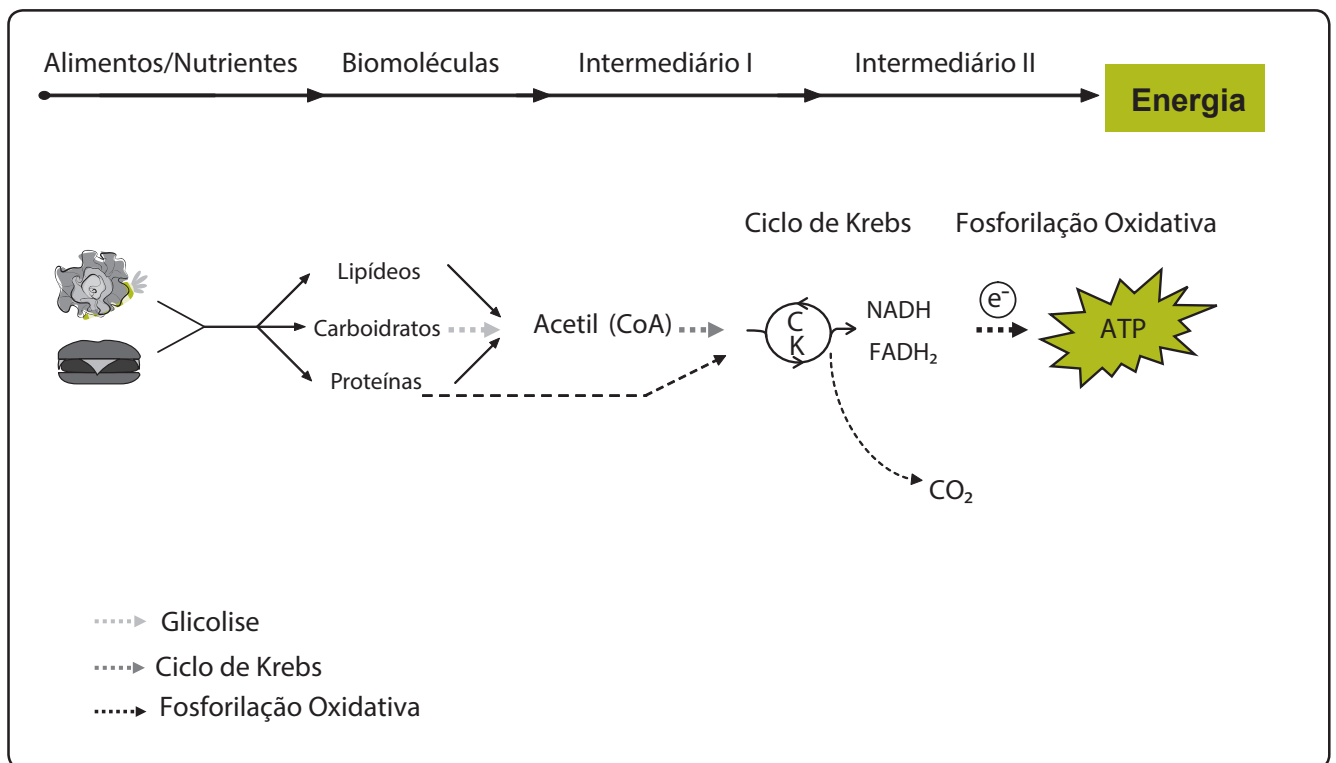 Alimentos/Nutrientes Biomoléculas Intermediário I Intermediário II
Energia
Ciclo de Krebs Fosforilação Oxidativa
Lipídeos
Carboidratos
Proteínas
Acetil (CoA)
C
K
NADH
FADH₂
e⁻
ATP
CO₂
Glicolise
Ciclo de Krebs
Fosforilação Oxidativa